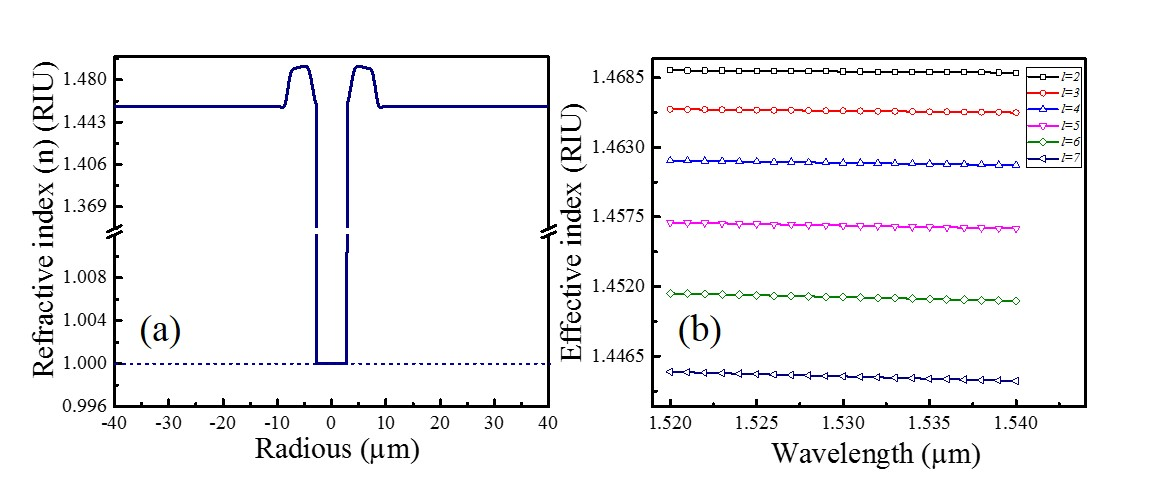 Refractive index (n) (RIU)
1.480
1.443
1.406
1.369
1.008
1.004
1.000
0.996
(a)
-40 -30 -20 -10 0 10 20 30 40
Radious (µm)
Effective index (RIU)
1.4685
1.4630
1.4575
1.4520
1.4465
l=2
l=3
l=4
l=5
l=6
l=7
(b)
1.520 1.525 1.530 1.535 1.540
Wavelength (µm)